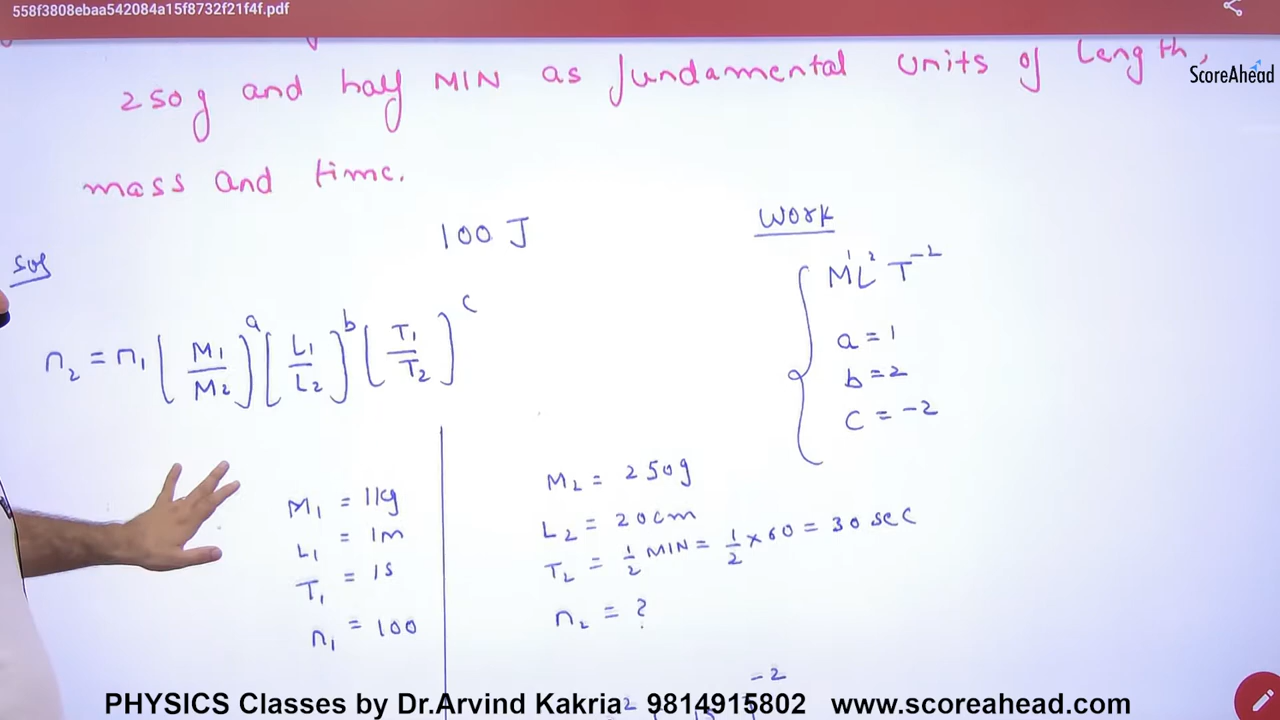 558f3808ebaa542084a15f8732f21f4f.pdf
250g and half MIN as fundamental units of length,
ScoreAhead
mass and time.
100 J
Work
Sol
M¹L² T⁻²
n₂ = n₁ [M₁/M₂]ᵃ [L₁/L₂]ᵇ [T₁/T₂]ᶜ
a = 1
b = 2
c = -2
M₁ = 1kg
L₁ = 1m
T₁ = 1s
n₁ = 100
M₂ = 250g
L₂ = 20cm
T₂ = 1/2 MIN = 1/2 × 60 = 30 sec
n₂ = ?
-2
PHYSICS Classes by Dr.Arvind Kakria 9814915802 www.scoreahead.com